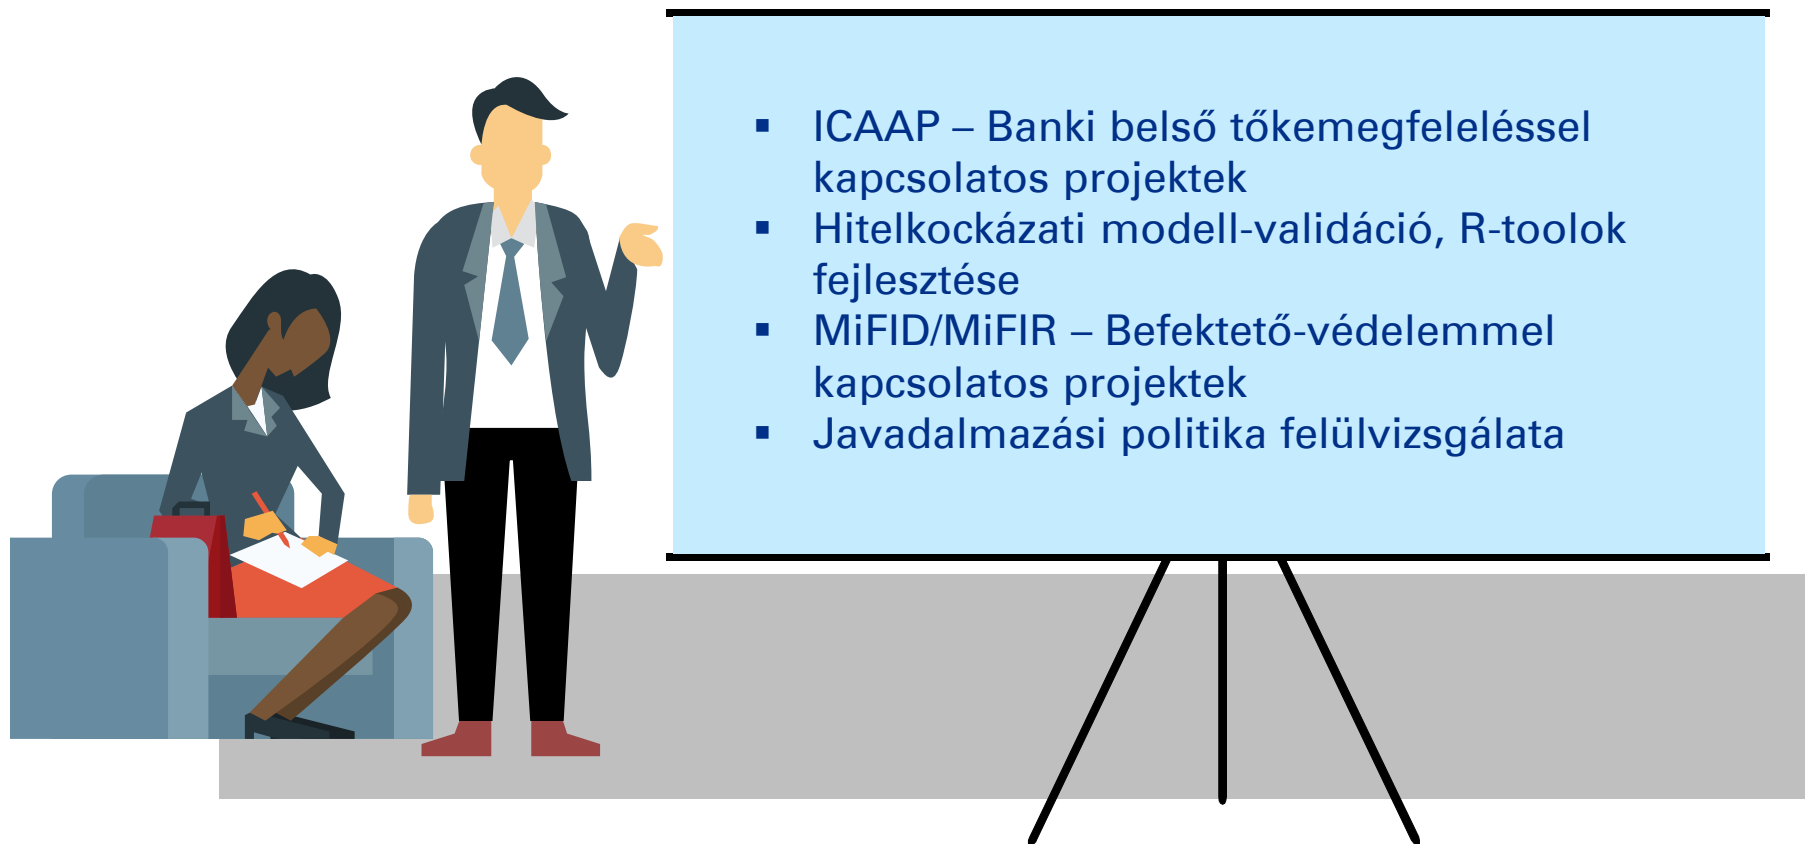 ▪ ICAAP – Banki belső tőkemegfeleléssel
kapcsolatos projektek
▪ Hitelkockázati modell-validáció, R-toolok
fejlesztése
▪ MiFID/MiFIR – Befektető-védelemmel
kapcsolatos projektek
▪ Javadalmazási politika felülvizsgálata